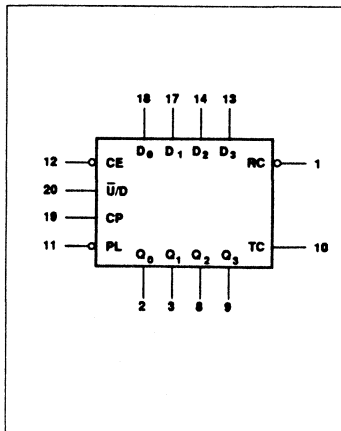 18 17 14 13
D0 D1 D2 D3
12 CE RC 1
20 U̅/D
19 CP
11 PL TC 10
Q0 Q1 Q2 Q3
2 3 8 9